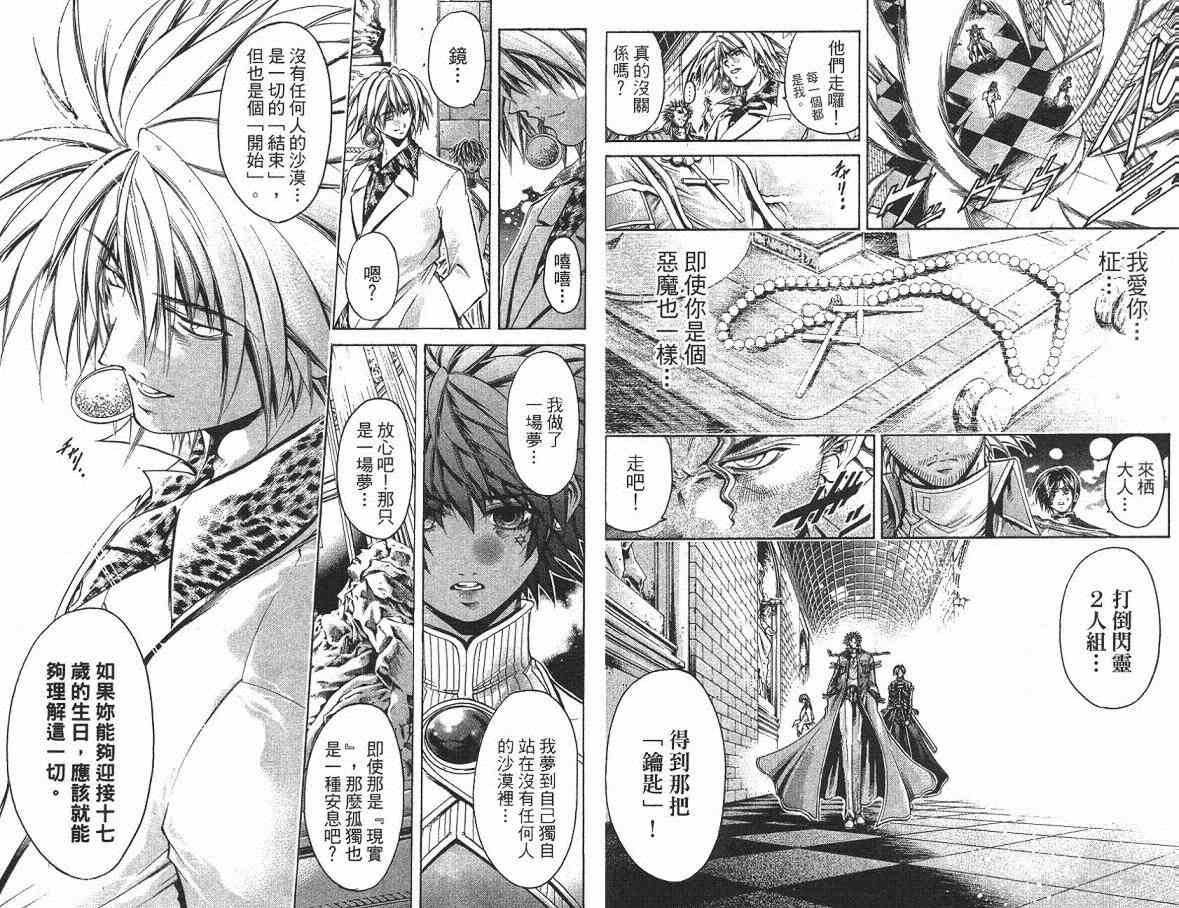 他們走囉！
每一個都
是我。
真的沒關
係嗎？
……
我愛你…
柾…
即使你是個
惡魔也一樣…
來栖
大人…
走吧！
打倒閃靈
2人組…
得到那把
「鑰匙」！
嘻嘻…
鏡…
嗯？
我做了
一場夢…
我夢到自己獨自
站在沒有任何人
的沙漠裡…
放心吧！那只
是一場夢…
即使那是『現實
』，那麼孤獨也
是一種安息吧？
沒有任何人的沙漠…
是一切的「結束」，
但也是個「開始」。
如果妳能夠迎接十七
歲的生日，應該就能
夠理解這一切。